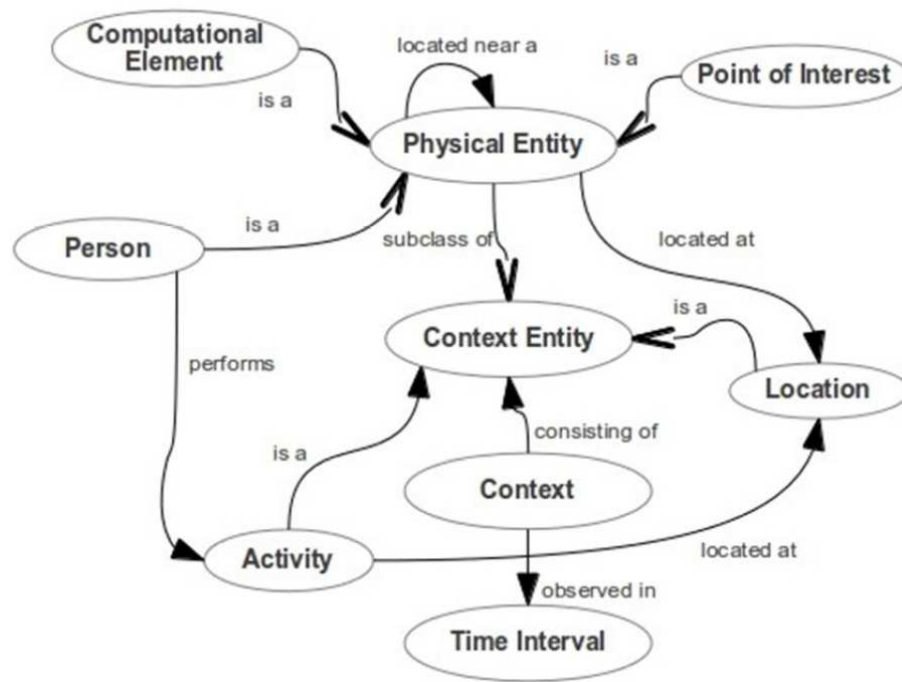 Computational
Element
located near a
is a
Point of Interest
is a
Physical Entity
is a
Person
subclass of
located at
is a
Context Entity
performs
Location
consisting of
is a
Context
Activity
located at
observed in
Time Interval